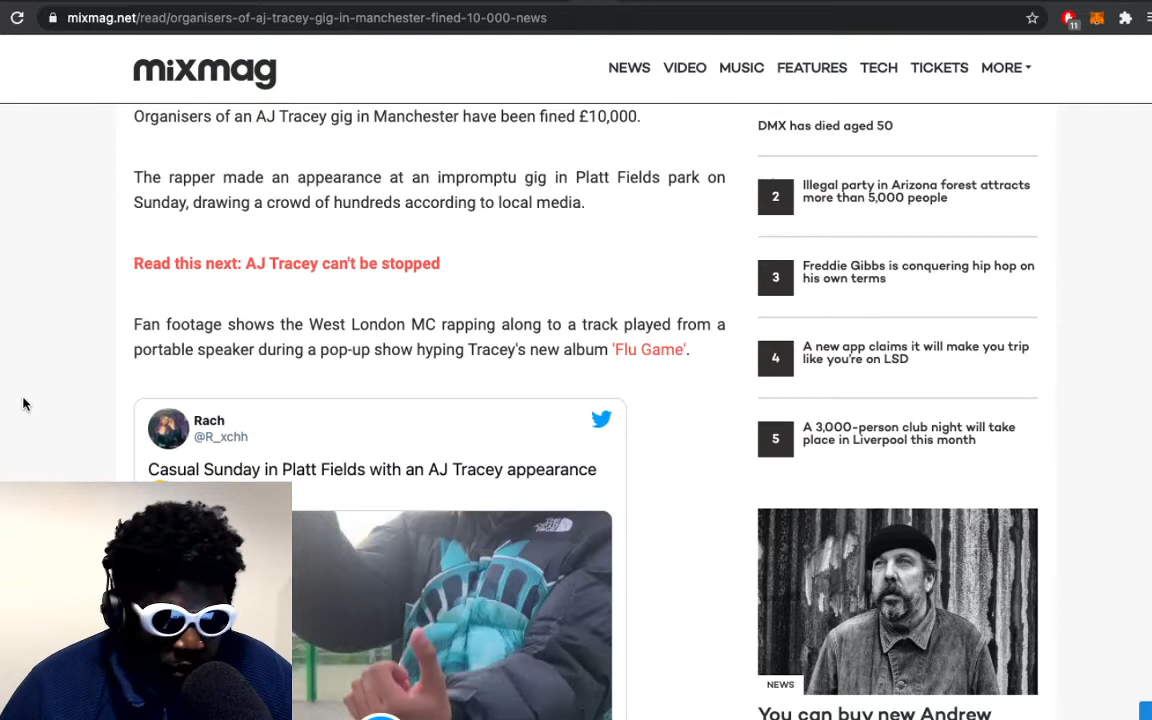 mixmag.net/read/organisers-of-aj-tracey-gig-in-manchester-fined-10-000-news
11
mixmag
NEWS VIDEO MUSIC FEATURES TECH TICKETS MORE
Organisers of an AJ Tracey gig in Manchester have been fined £10,000.
The rapper made an appearance at an impromptu gig in Platt Fields park on
Sunday, drawing a crowd of hundreds according to local media.
Read this next: AJ Tracey can't be stopped
Fan footage shows the West London MC rapping along to a track played from a
portable speaker during a pop-up show hyping Tracey's new album 'Flu Game'.
Rach
@R_xchh
Casual Sunday in Platt Fields with an AJ Tracey appearance
DMX has died aged 50
2
Illegal party in Arizona forest attracts
more than 5,000 people
3
Freddie Gibbs is conquering hip hop on
his own terms
4
A new app claims it will make you trip
like you're on LSD
5
A 3,000-person club night will take
place in Liverpool this month
NEWS
You can buy new Andrew